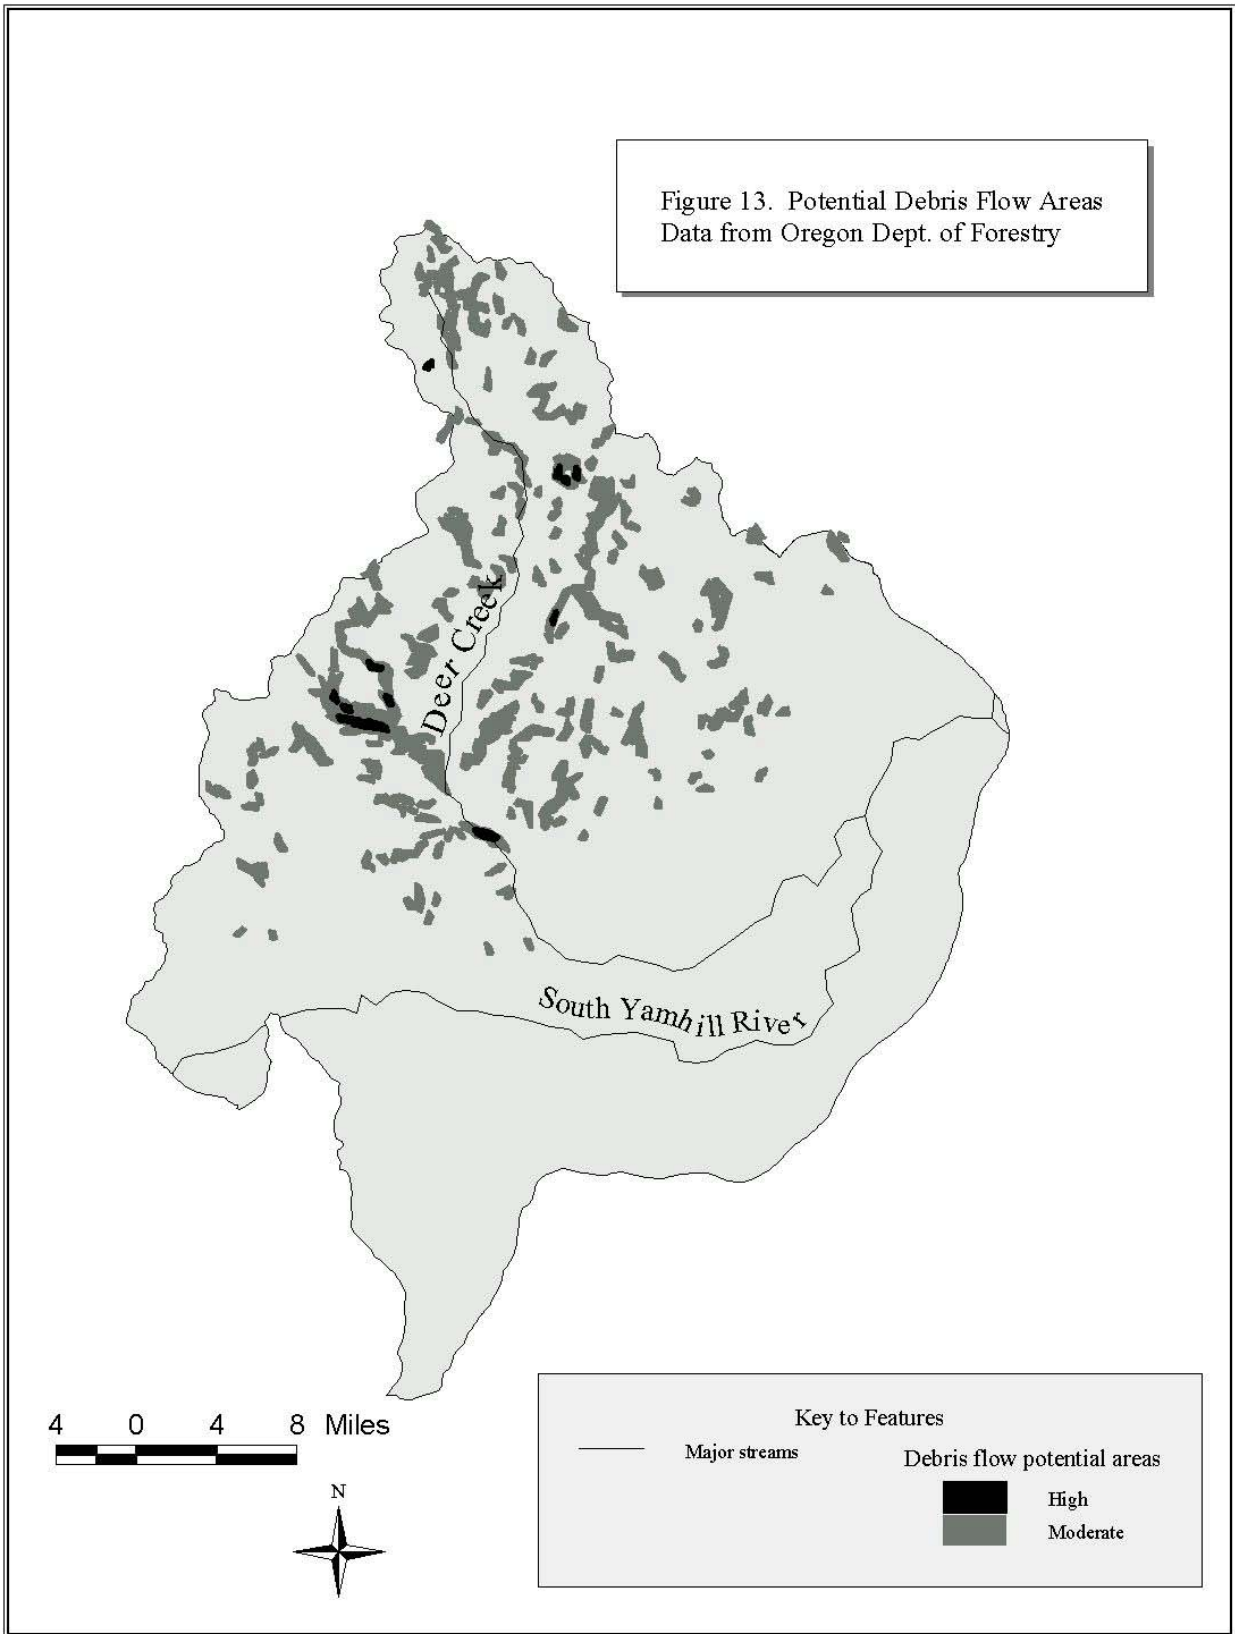 Figure 13. Potential Debris Flow Areas
Data from Oregon Dept. of Forestry
Deer Creek
South Yamhill River
4 0 4 8 Miles
N
Key to Features
Major streams
Debris flow potential areas
High
Moderate